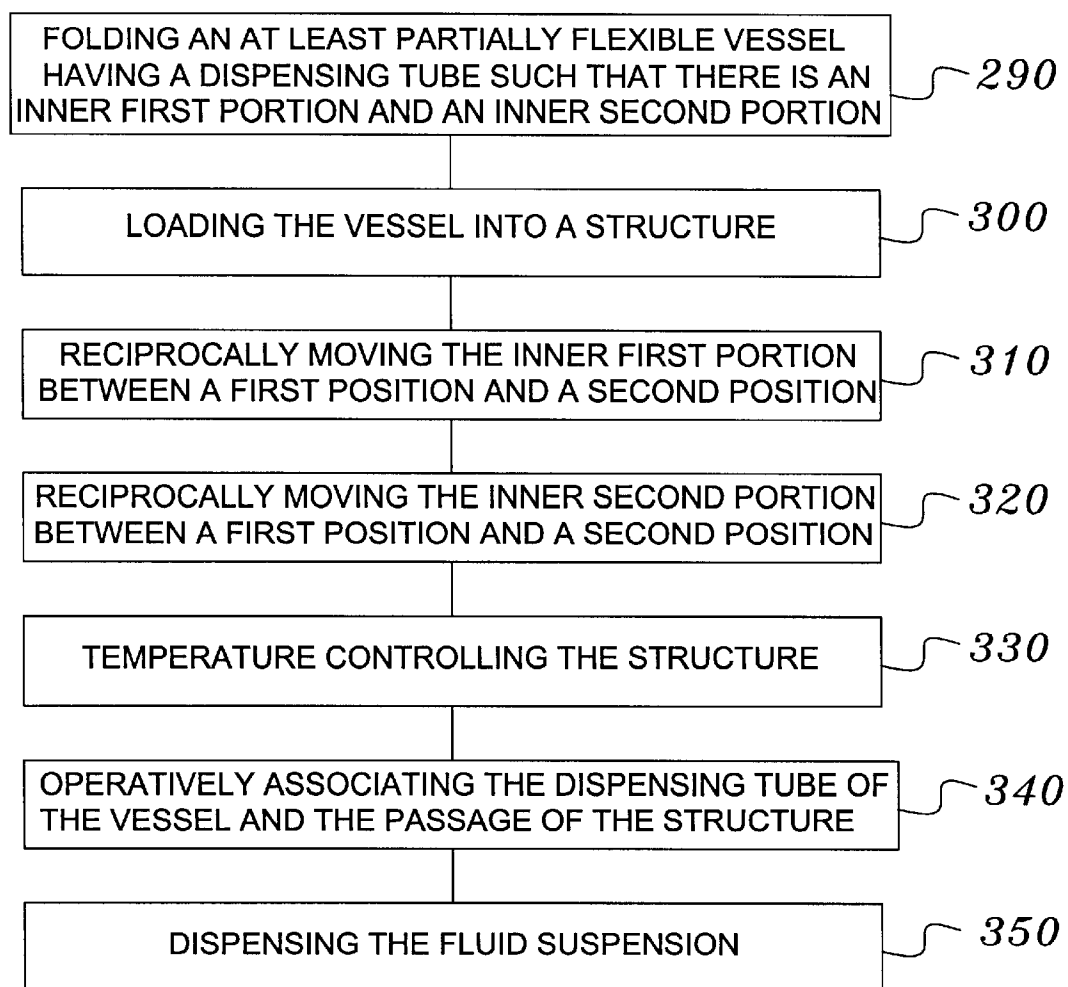 FOLDING AN AT LEAST PARTIALLY FLEXIBLE VESSEL
HAVING A DISPENSING TUBE SUCH THAT THERE IS AN
INNER FIRST PORTION AND AN INNER SECOND PORTION
290
LOADING THE VESSEL INTO A STRUCTURE
300
RECIPROCALLY MOVING THE INNER FIRST PORTION
BETWEEN A FIRST POSITION AND A SECOND POSITION
310
RECIPROCALLY MOVING THE INNER SECOND PORTION
BETWEEN A FIRST POSITION AND A SECOND POSITION
320
TEMPERATURE CONTROLLING THE STRUCTURE
330
OPERATIVELY ASSOCIATING THE DISPENSING TUBE OF
THE VESSEL AND THE PASSAGE OF THE STRUCTURE
340
DISPENSING THE FLUID SUSPENSION
350